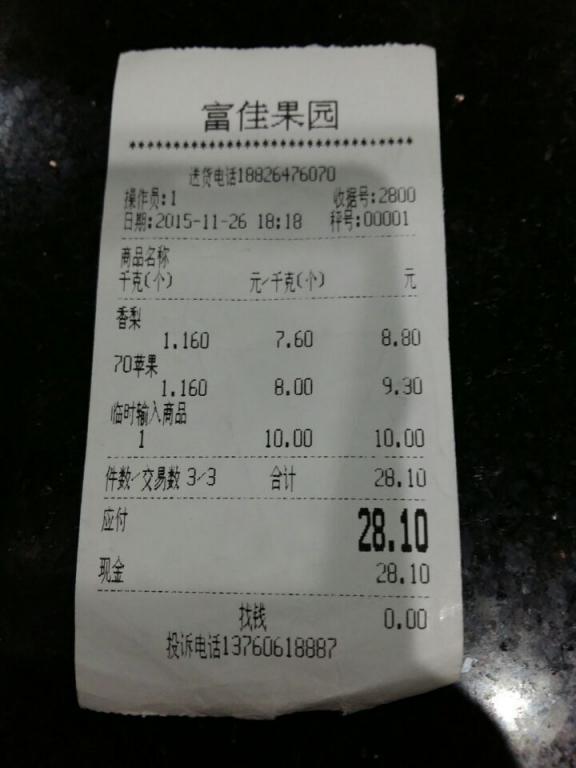 富佳果园
********************************
送货电话18826476070
操作员:1 收据号:2800
日期:2015-11-26 18:18 秤号:00001
商品名称
千克(个) 元/千克(个) 元
香梨
1.160 7.60 8.80
70苹果
1.160 8.00 9.30
临时输入商品
1 10.00 10.00
件数/交易数 3/3 合计 28.10
应付 28.10
现金 28.10
找钱 0.00
投诉电话13760618887